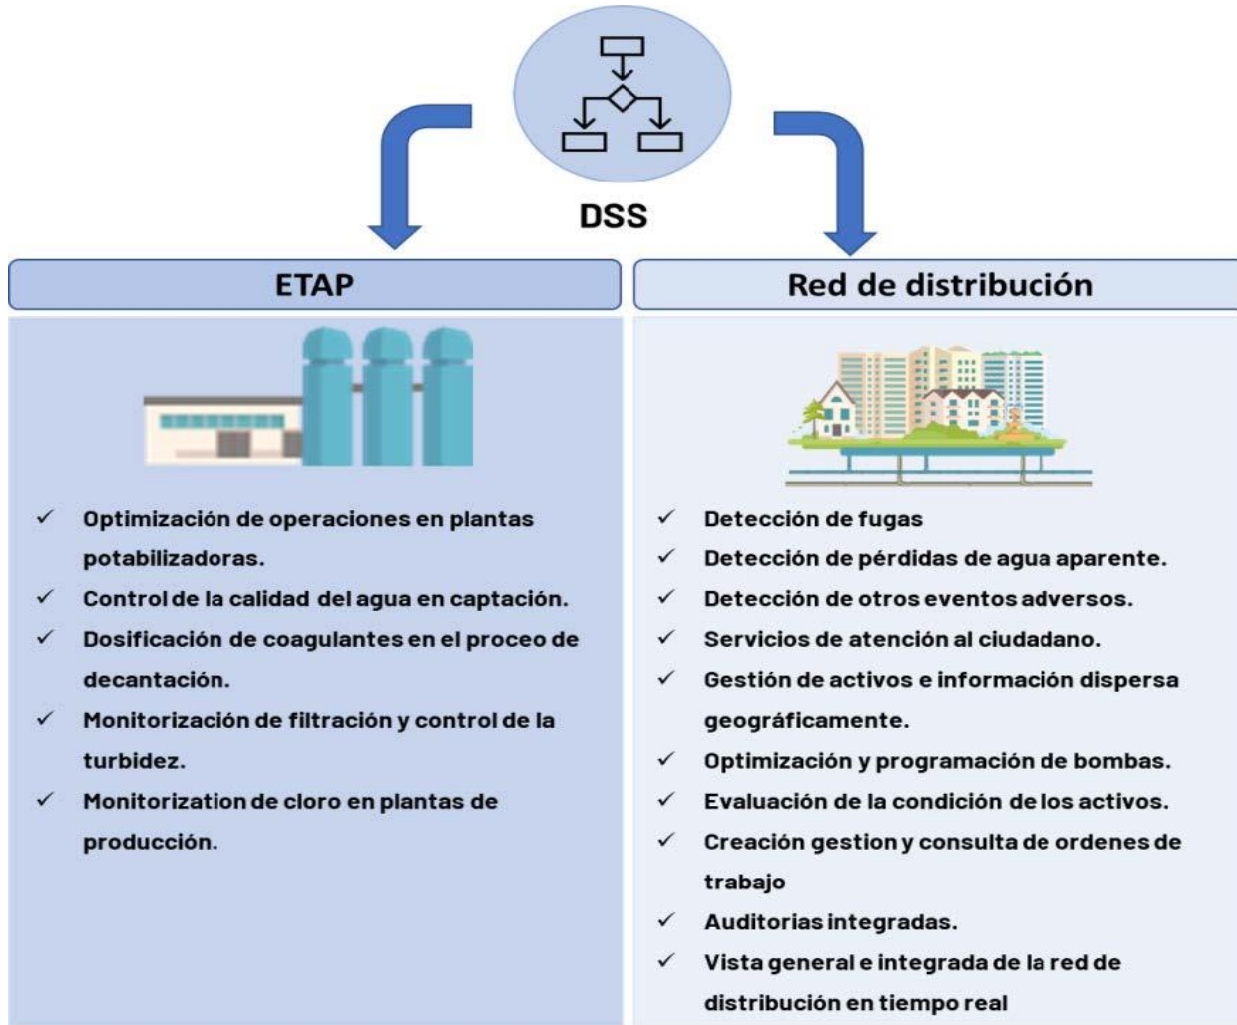 DSS
ETAP
Optimización de operaciones en plantas
potabilizadoras.
Control de la calidad del agua en captación.
Dosificación de coagulantes en el proceo de
decantación.
Monitorización de filtración y control de la
turbidez.
Monitorization de cloro en plantas de
producción.
Red de distribución
Detección de fugas
Detección de pérdidas de agua aparente.
Detección de otros eventos adversos.
Servicios de atención al ciudadano.
Gestión de activos e información dispersa
geográficamente.
Optimización y programación de bombas.
Evaluación de la condición de los activos.
Creación gestion y consulta de ordenes de
trabajo
Auditorias integradas.
Vista general e integrada de la red de
distribución en tiempo real